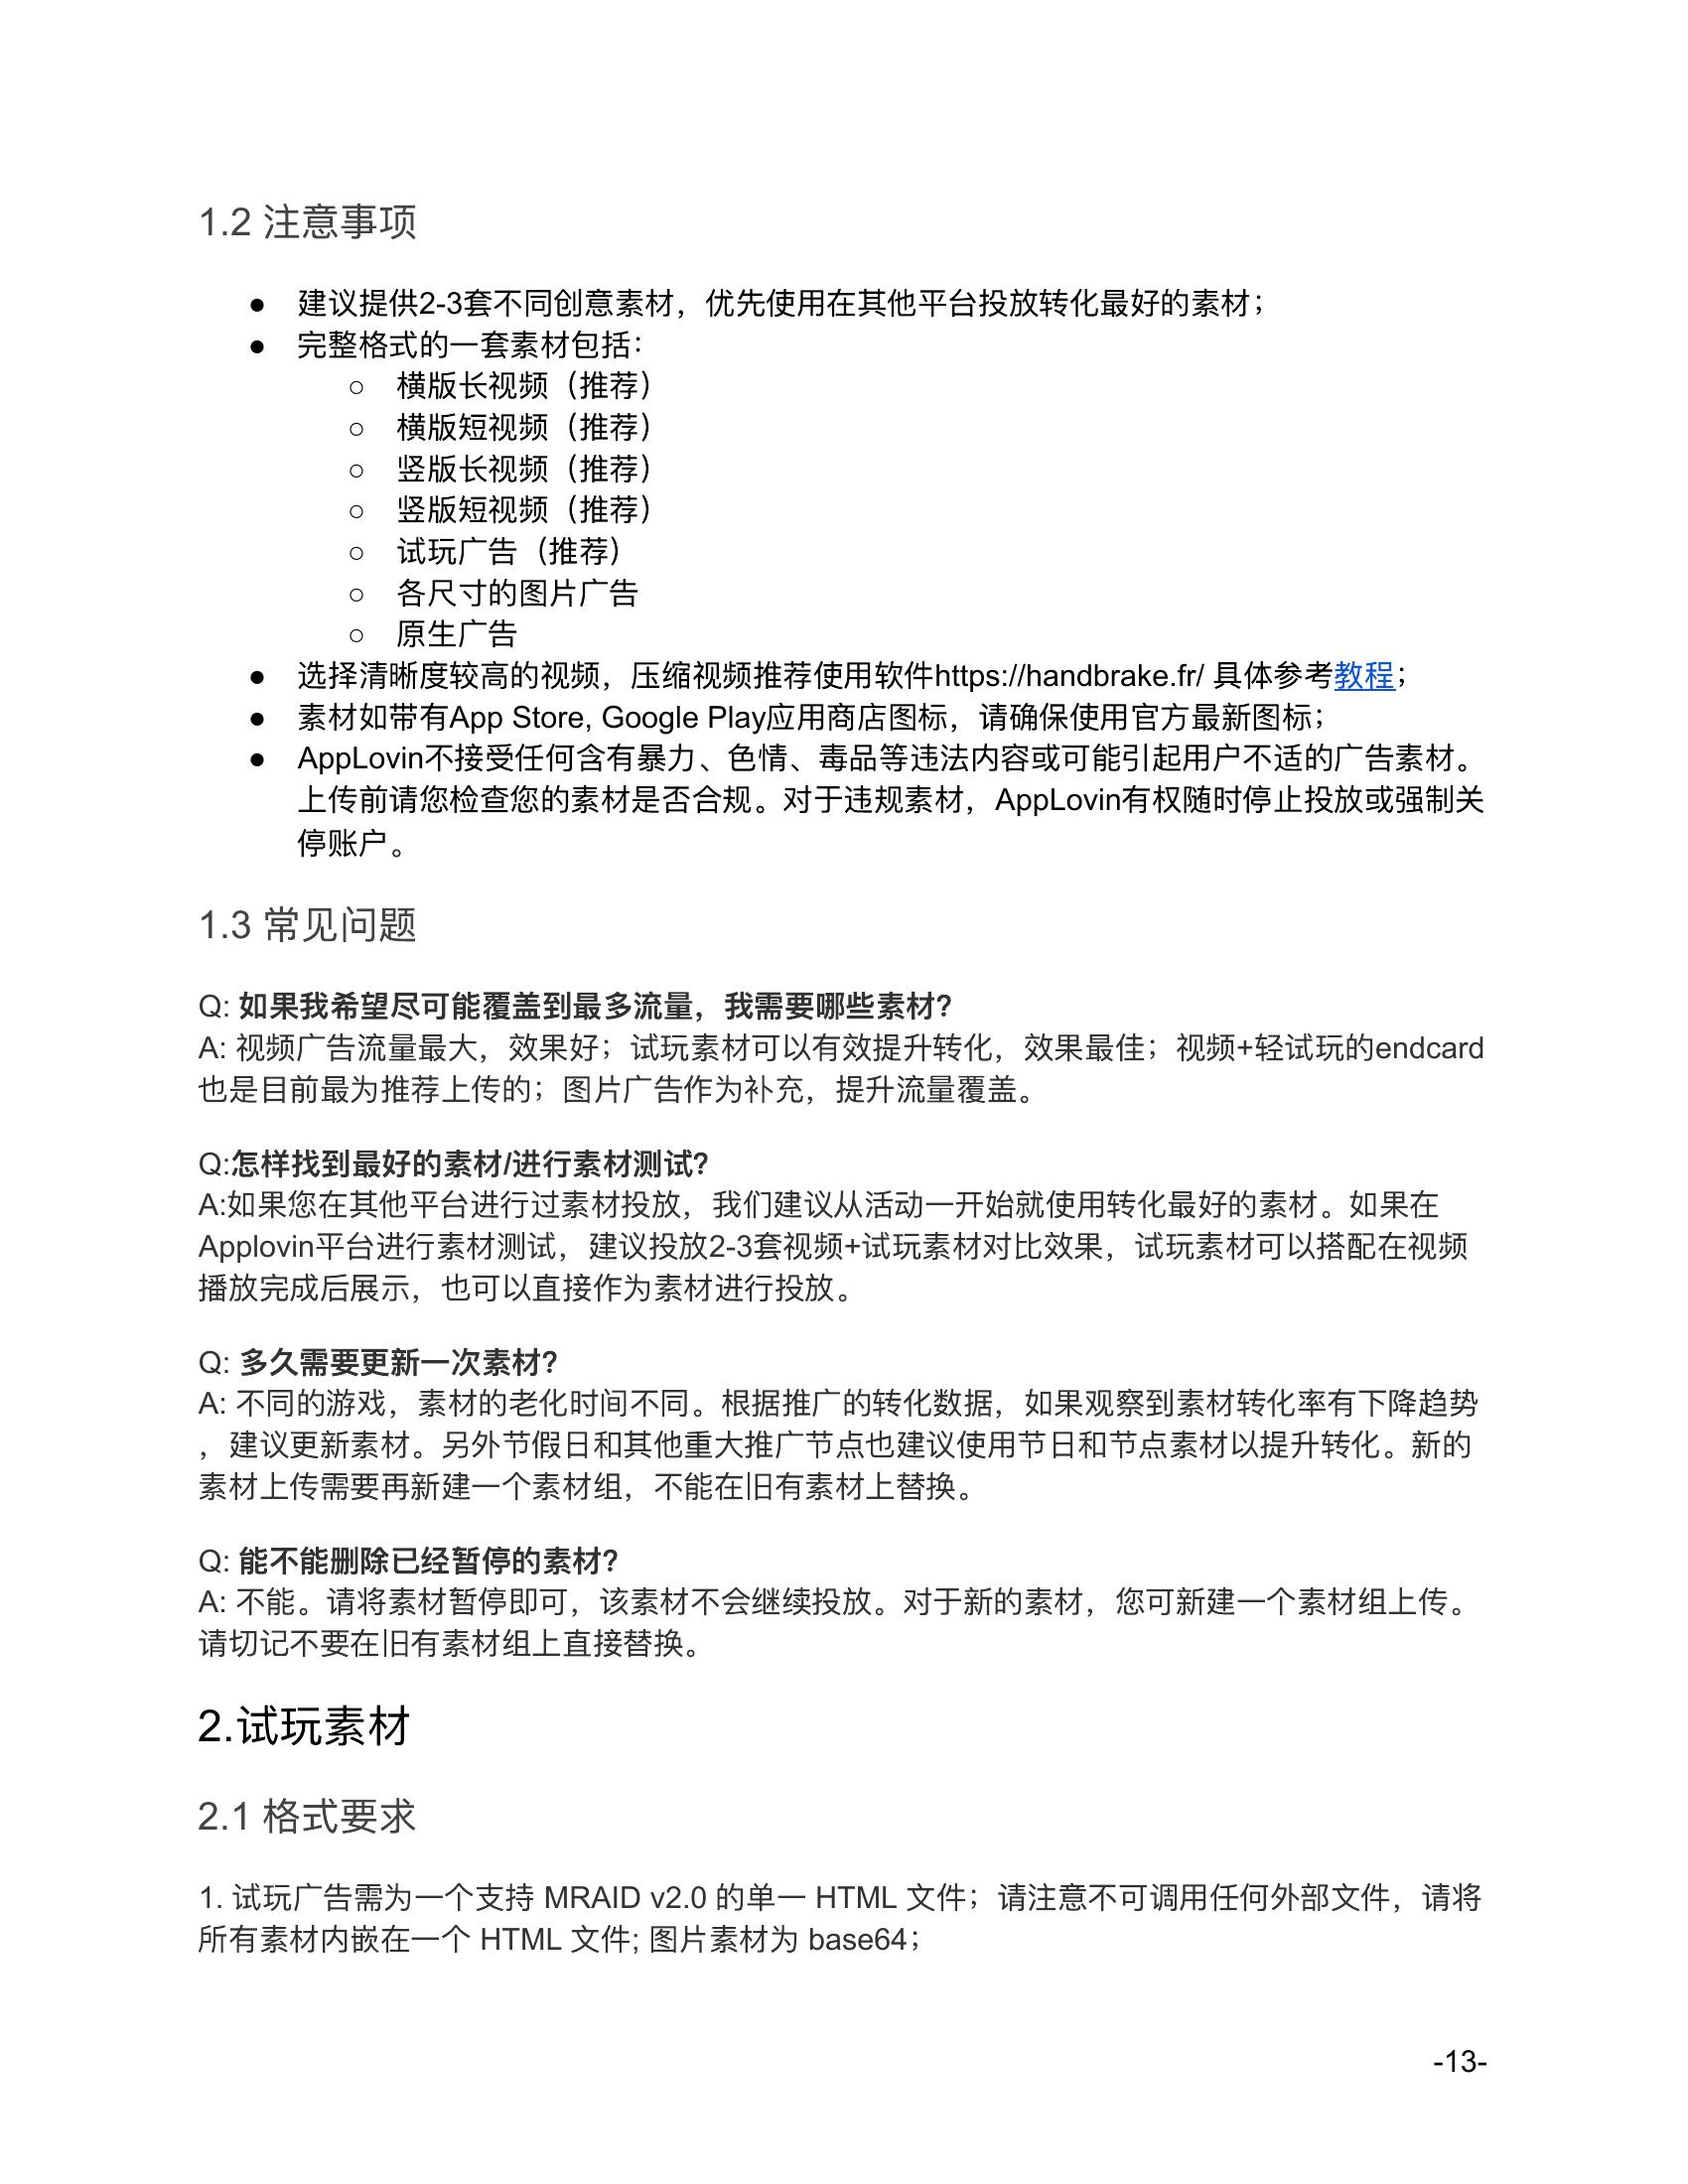 1.2 注意事项
● 建议提供2-3套不同创意素材，优先使用在其他平台投放转化最好的素材；
● 完整格式的一套素材包括：
○ 横版长视频（推荐）
○ 横版短视频（推荐）
○ 竖版长视频（推荐）
○ 竖版短视频（推荐）
○ 试玩广告（推荐）
○ 各尺寸的图片广告
○ 原生广告
● 选择清晰度较高的视频，压缩视频推荐使用软件https://handbrake.fr/ 具体参考教程；
● 素材如带有App Store, Google Play应用商店图标，请确保使用官方最新图标；
● AppLovin不接受任何含有暴力、色情、毒品等违法内容或可能引起用户不适的广告素材。
上传前请您检查您的素材是否合规。对于违规素材，AppLovin有权随时停止投放或强制关
停账户。
1.3 常见问题
Q: 如果我希望尽可能覆盖到最多流量，我需要哪些素材?
A: 视频广告流量最大，效果好；试玩素材可以有效提升转化，效果最佳；视频+轻试玩的endcard
也是目前最为推荐上传的；图片广告作为补充，提升流量覆盖。
Q:怎样找到最好的素材/进行素材测试?
A:如果您在其他平台进行过素材投放，我们建议从活动一开始就使用转化最好的素材。如果在
Applovin平台进行素材测试，建议投放2-3套视频+试玩素材对比效果，试玩素材可以搭配在视频
播放完成后展示，也可以直接作为素材进行投放。
Q: 多久需要更新一次素材?
A: 不同的游戏，素材的老化时间不同。根据推广的转化数据，如果观察到素材转化率有下降趋势
，建议更新素材。另外节假日和其他重大推广节点也建议使用节日和节点素材以提升转化。新的
素材上传需要再新建一个素材组，不能在旧有素材上替换。
Q: 能不能删除已经暂停的素材?
A: 不能。请将素材暂停即可，该素材不会继续投放。对于新的素材，您可新建一个素材组上传。
请切记不要在旧有素材组上直接替换。
2.试玩素材
2.1 格式要求
1. 试玩广告需为一个支持 MRAID v2.0 的单一 HTML 文件；请注意不可调用任何外部文件，请将
所有素材内嵌在一个 HTML 文件; 图片素材为 base64；
-13-